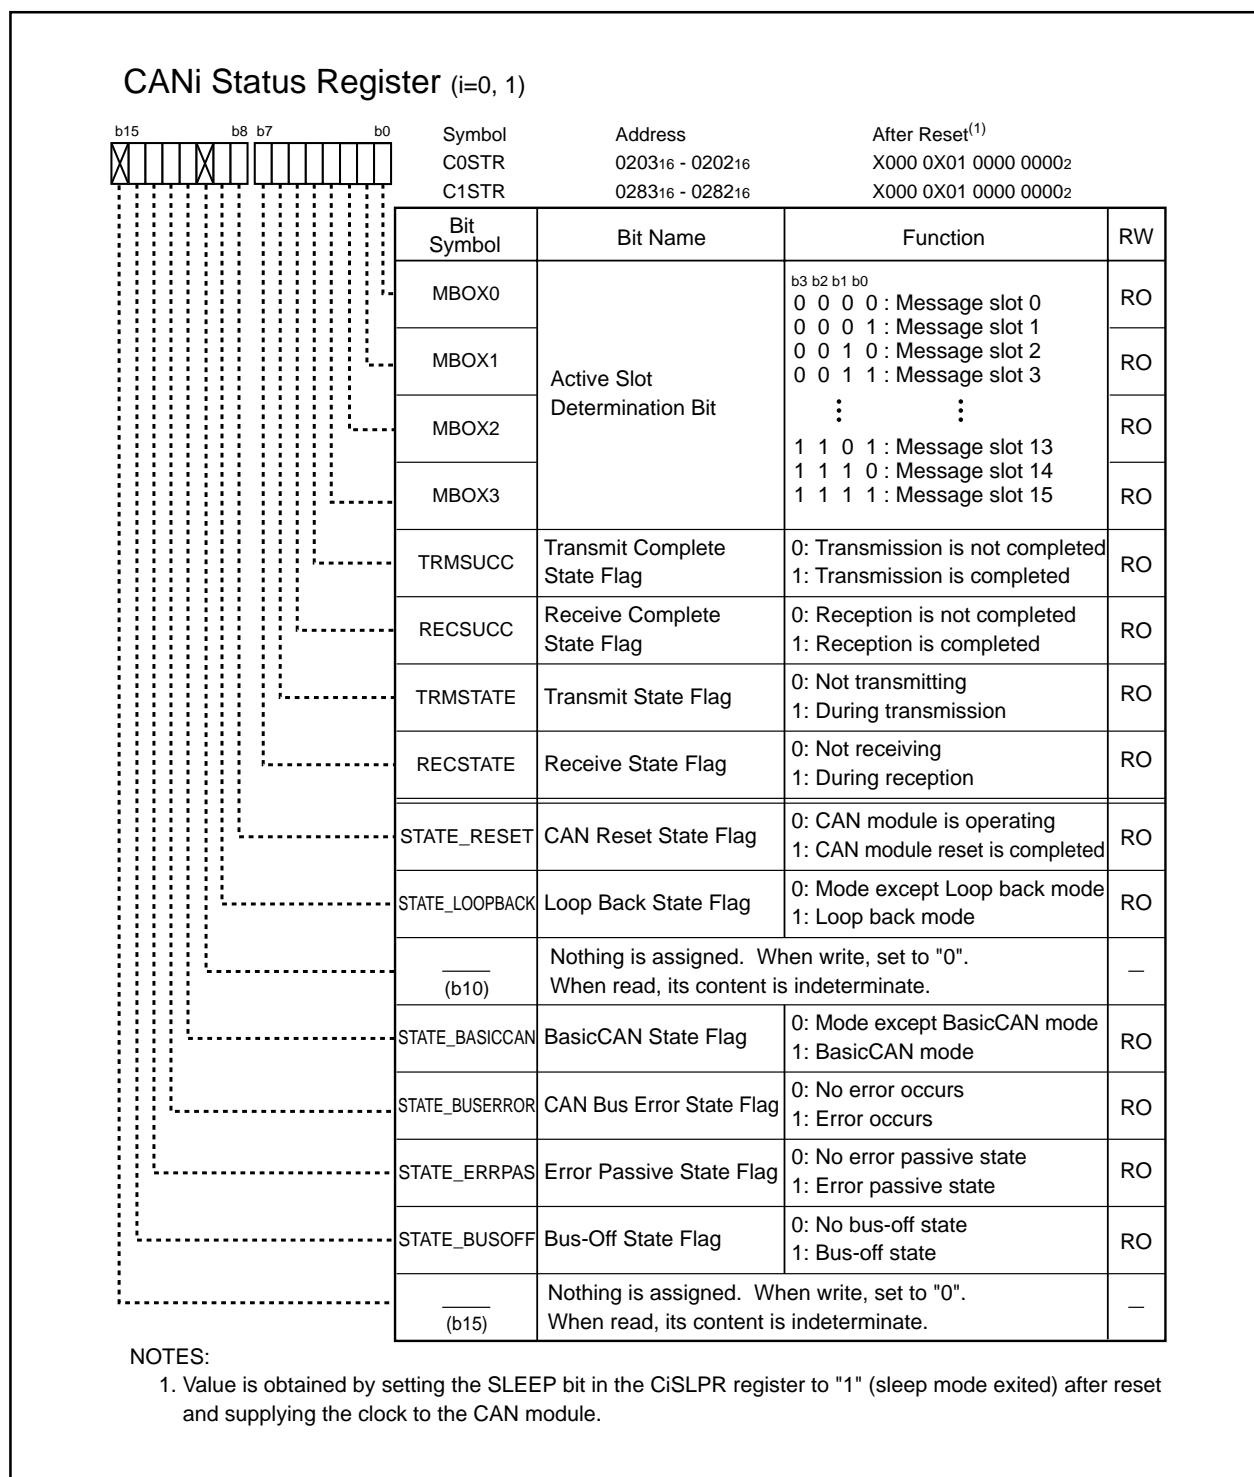 CANi Status Register (i=0, 1)
b15 b8 b7 b0
Symbol Address After Reset(1)
C0STR 020316 - 020216 X000 0X01 0000 00002
C1STR 028316 - 028216 X000 0X01 0000 00002
Bit Symbol Bit Name Function RW
MBOX0 RO
MBOX1 RO
MBOX2 RO
MBOX3 RO
Active Slot
Determination Bit
b3 b2 b1 b0
0 0 0 0 : Message slot 0
0 0 0 1 : Message slot 1
0 0 1 0 : Message slot 2
0 0 1 1 : Message slot 3
1 1 0 1 : Message slot 13
1 1 1 0 : Message slot 14
1 1 1 1 : Message slot 15
TRMSUCC
Transmit Complete
State Flag
0: Transmission is not completed
1: Transmission is completed
RO
RECSUCC
Receive Complete
State Flag
0: Reception is not completed
1: Reception is completed
RO
TRMSTATE
Transmit State Flag
0: Not transmitting
1: During transmission
RO
RECSTATE
Receive State Flag
0: Not receiving
1: During reception
RO
STATE_RESET
CAN Reset State Flag
0: CAN module is operating
1: CAN module reset is completed
RO
STATE_LOOPBACK
Loop Back State Flag
0: Mode except Loop back mode
1: Loop back mode
RO
(b10)
Nothing is assigned. When write, set to "0".
When read, its content is indeterminate.
—
STATE_BASICCAN
BasicCAN State Flag
0: Mode except BasicCAN mode
1: BasicCAN mode
RO
STATE_BUSERROR
CAN Bus Error State Flag
0: No error occurs
1: Error occurs
RO
STATE_ERRPAS
Error Passive State Flag
0: No error passive state
1: Error passive state
RO
STATE_BUSOFF
Bus-Off State Flag
0: No bus-off state
1: Bus-off state
RO
(b15)
Nothing is assigned. When write, set to "0".
When read, its content is indeterminate.
—
NOTES:
1. Value is obtained by setting the SLEEP bit in the CiSLPR register to "1" (sleep mode exited) after reset
and supplying the clock to the CAN module.